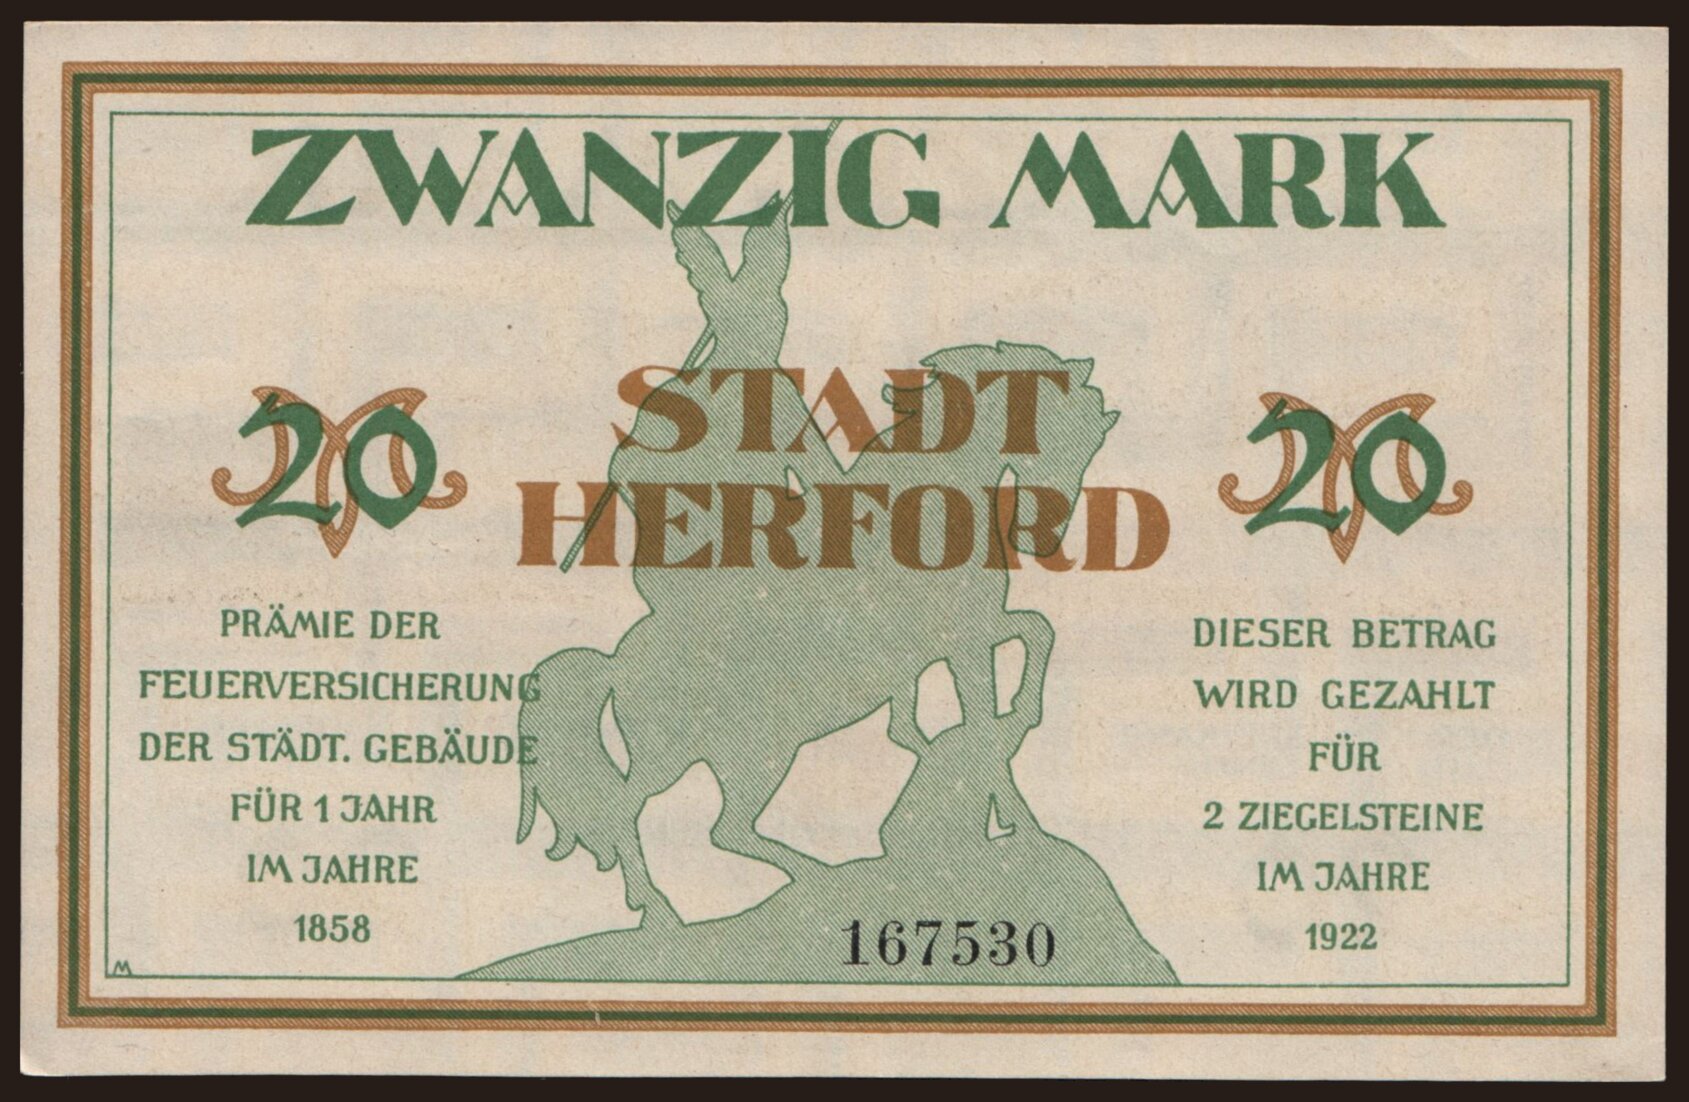 ZWANZIG MARK
STADT
HERFORD
20
20
PRÄMIE DER
FEUERVERSICHERUNG
DER STÄDT. GEBÄUDE
FÜR 1 JAHR
IM JAHRE
1858
DIESER BETRAG
WIRD GEZAHLT
FÜR
2 ZIEGELSTEINE
IM JAHRE
1922
167530
M